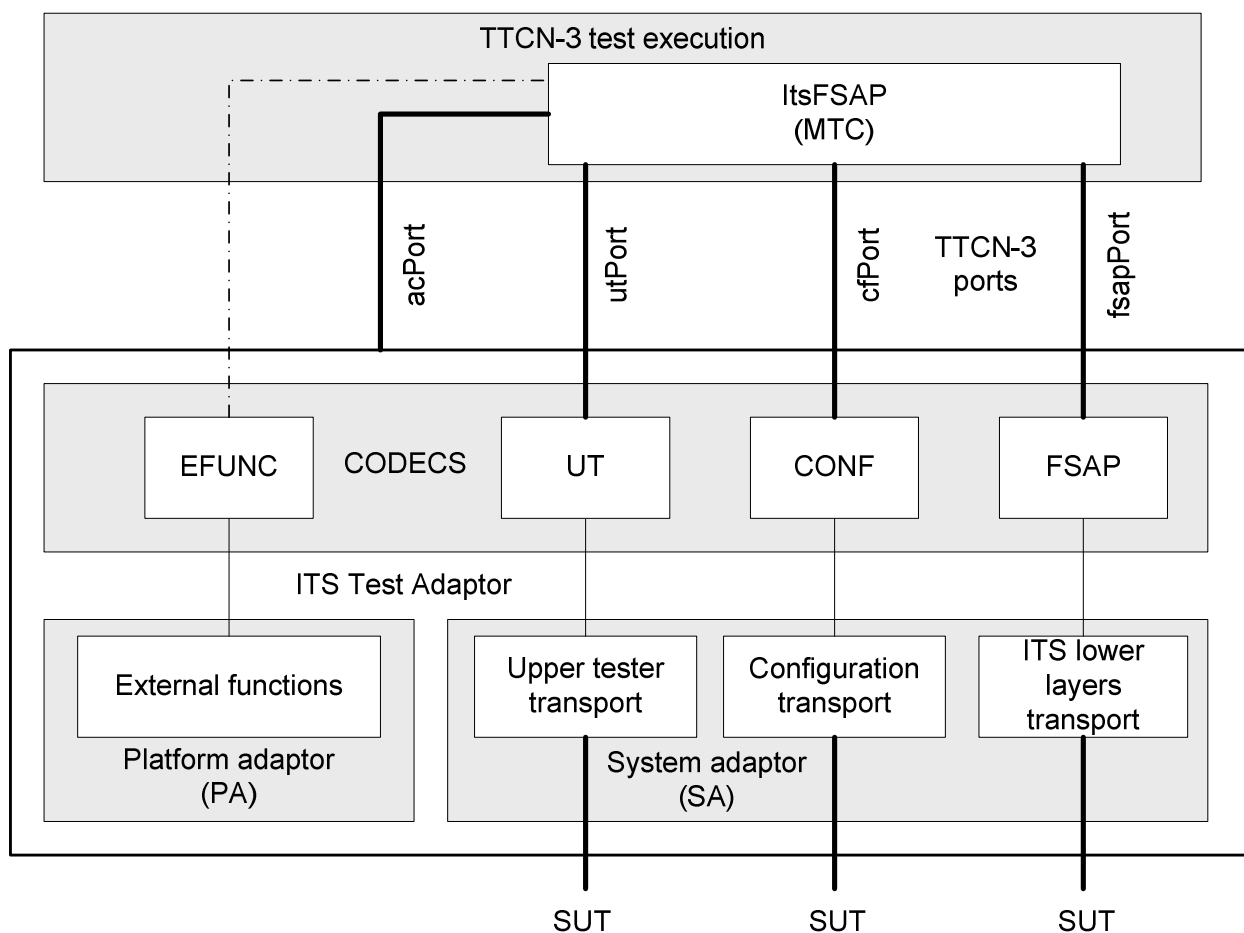 TTCN-3 test execution
ItsFSAP
(MTC)
acPort
utPort
cfPort
TTCN-3
ports
fsapPort
EFUNC
CODECS
UT
CONF
FSAP
ITS Test Adaptor
External functions
Platform adaptor
(PA)
Upper tester
transport
Configuration
transport
ITS lower
layers
transport
System adaptor
(SA)
SUT
SUT
SUT